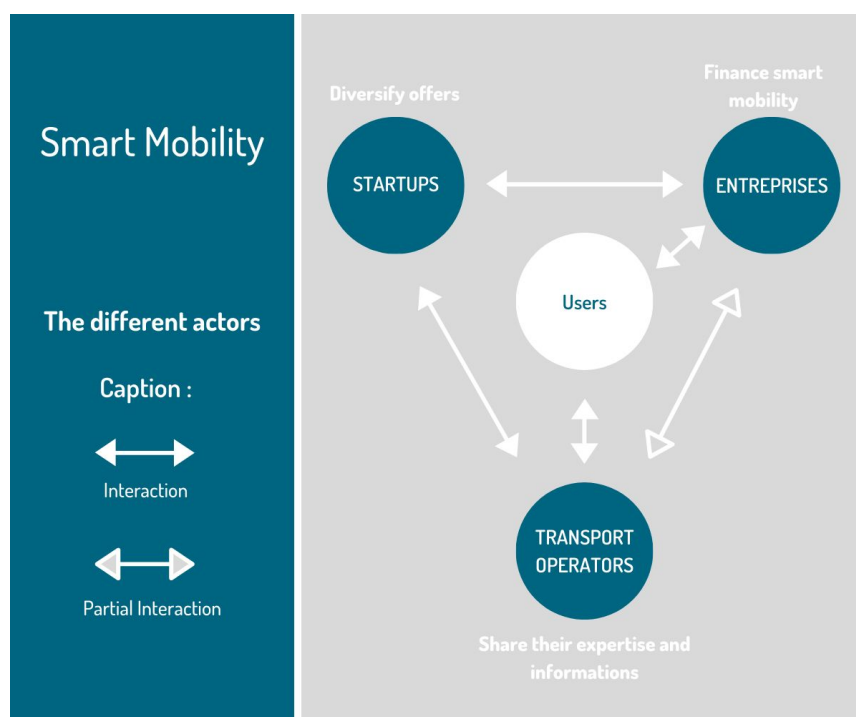 Smart Mobility
The different actors
Caption :
Interaction
Partial Interaction
Diversify offers
STARTUPS
Finance smart
mobility
ENTREPRISES
Users
TRANSPORT
OPERATORS
Share their expertise and
informations